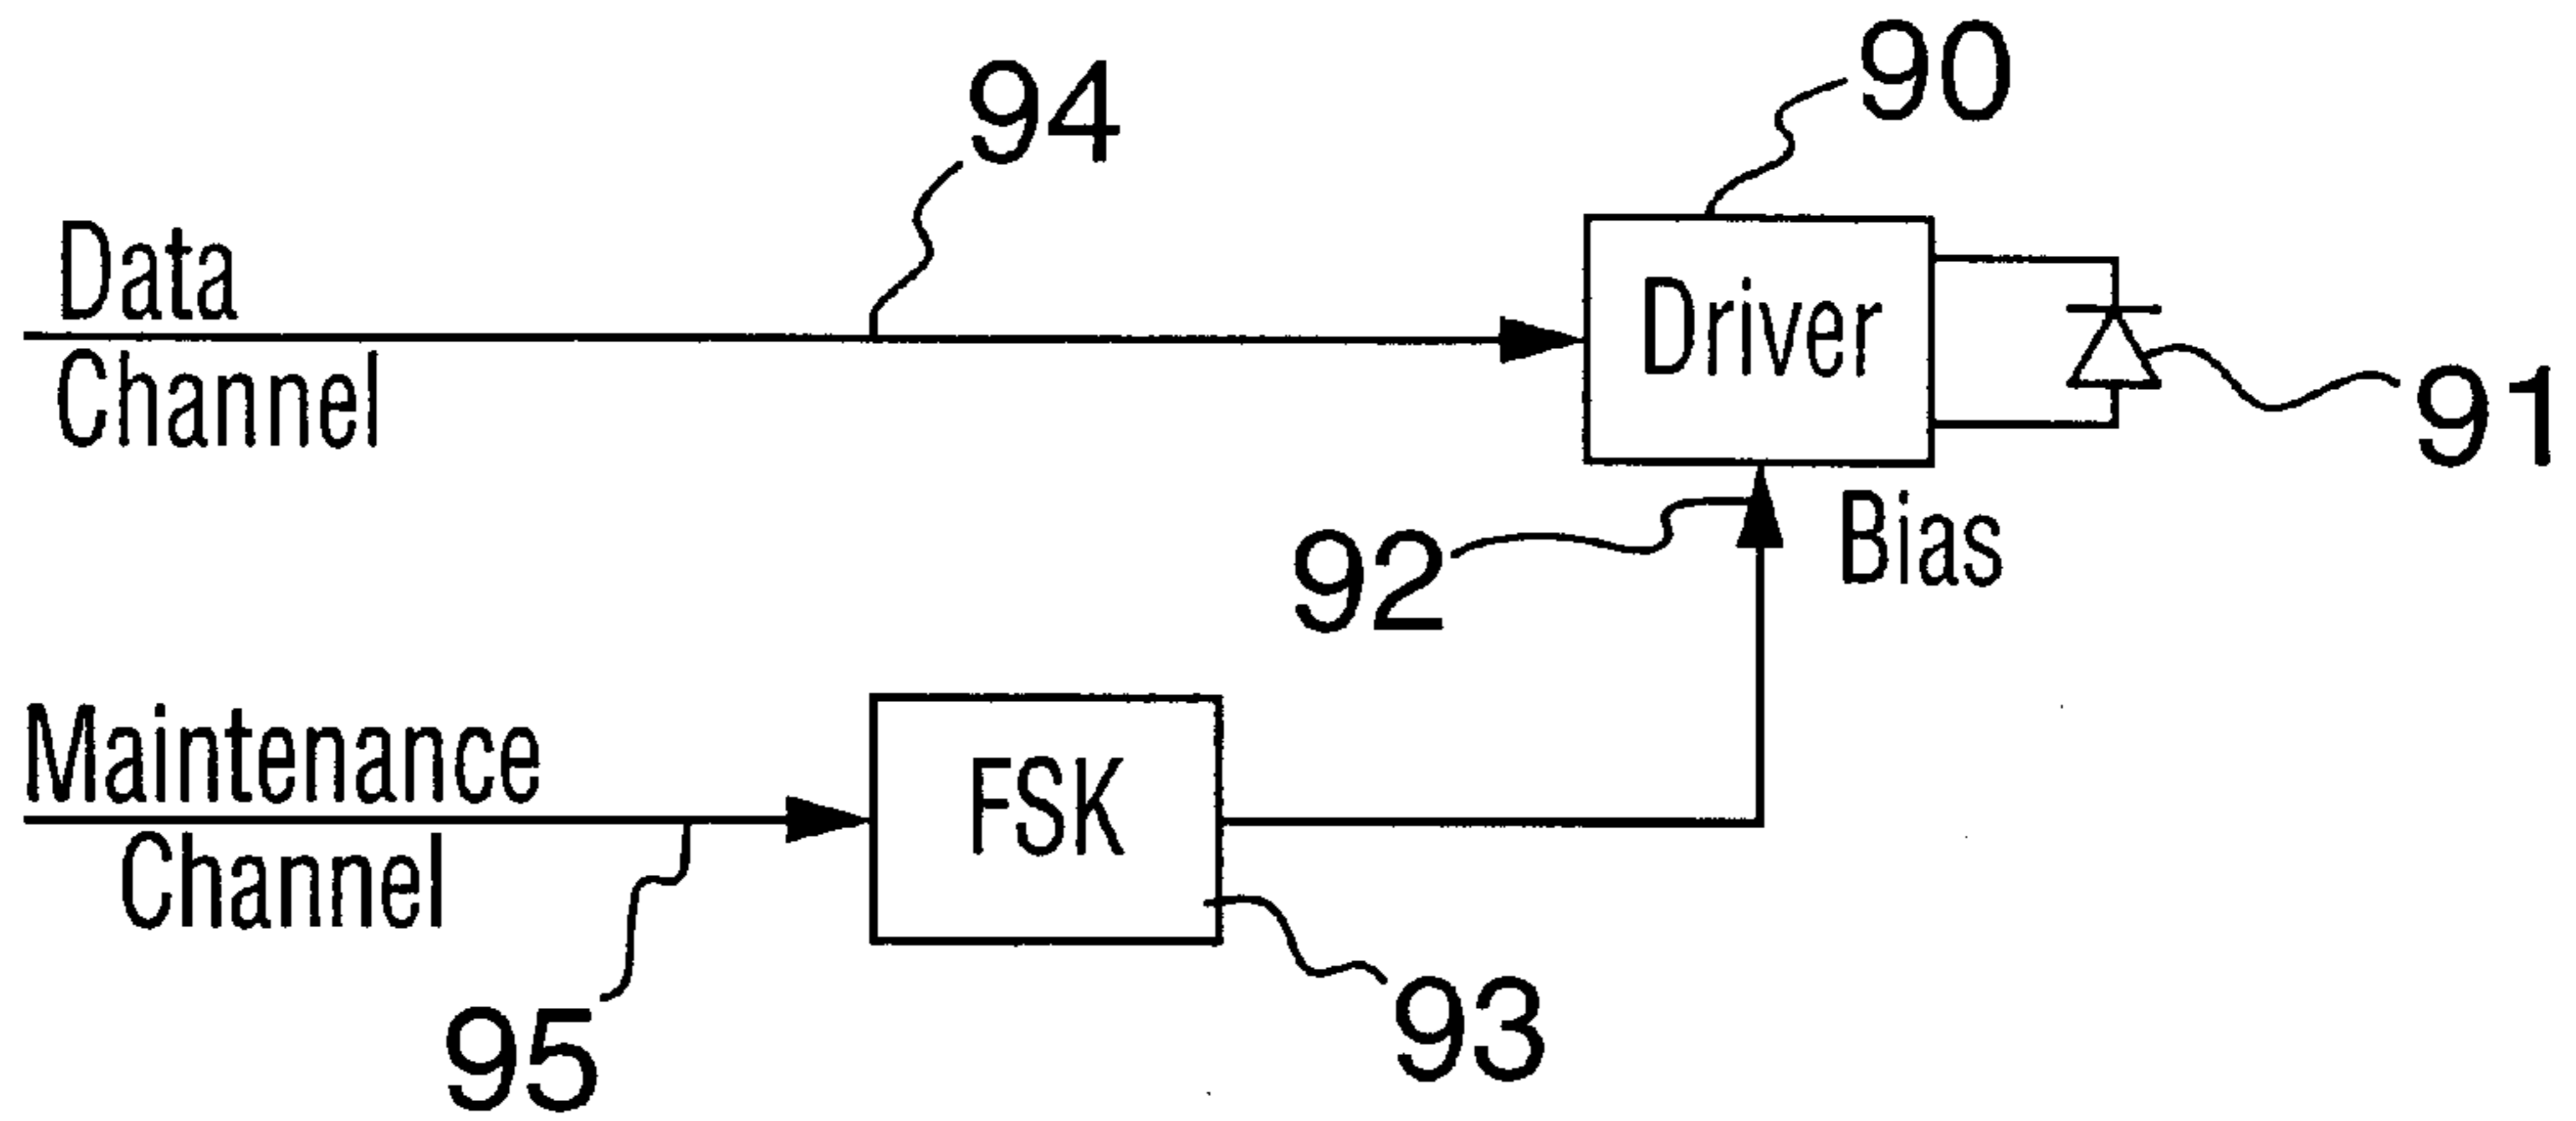 90
94
Data
Channel
Driver
91
92
Bias
Maintenance
Channel
FSK
93
95